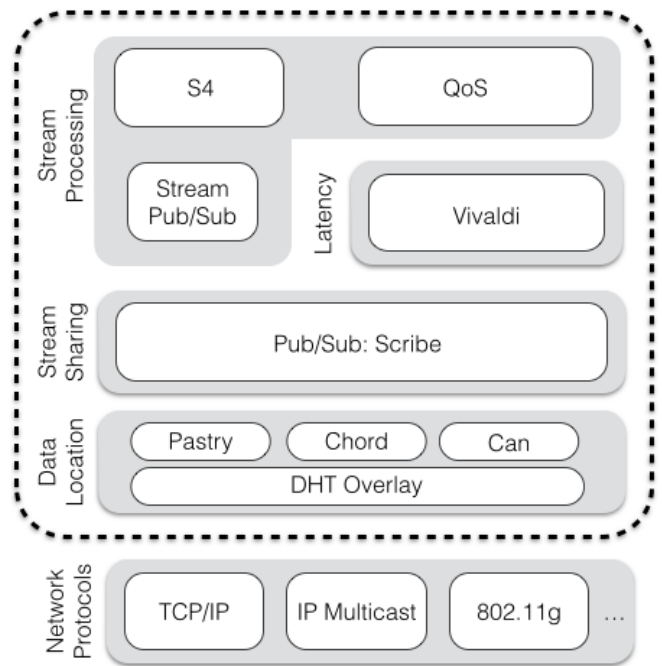 Stream
Processing
S4
QoS
Stream
Pub/Sub
Latency
Vivaldi
Stream
Sharing
Pub/Sub: Scribe
Data
Location
Pastry
Chord
Can
DHT Overlay
Network
Protocols
TCP/IP
IP Multicast
802.11g
...